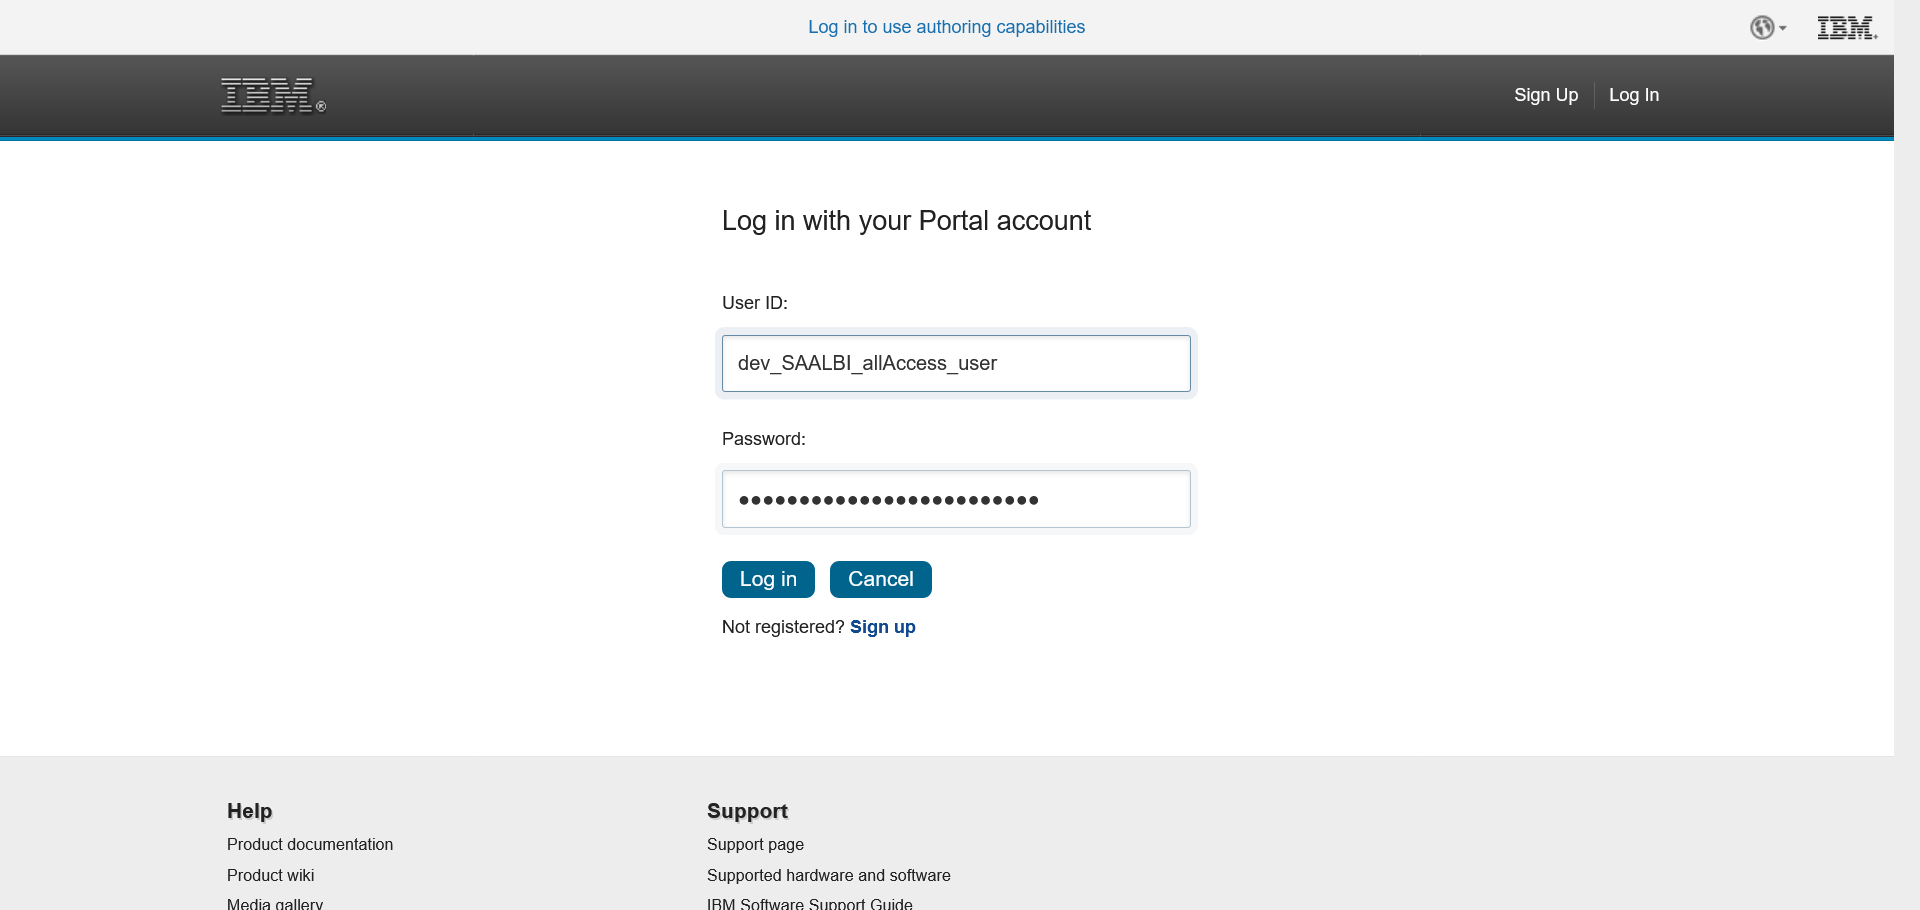 Log in to use authoring capabilities
IBM
IBM®
Sign Up
Log In
Log in with your Portal account
User ID:
dev_SAALBI_allAccess_user
Password:
●●●●●●●●●●●●●●●●●●●●●●●●●
Log in
Cancel
Not registered? Sign up
Help
Support
Product documentation
Support page
Product wiki
Supported hardware and software
Media gallery
IBM Software Support Guide